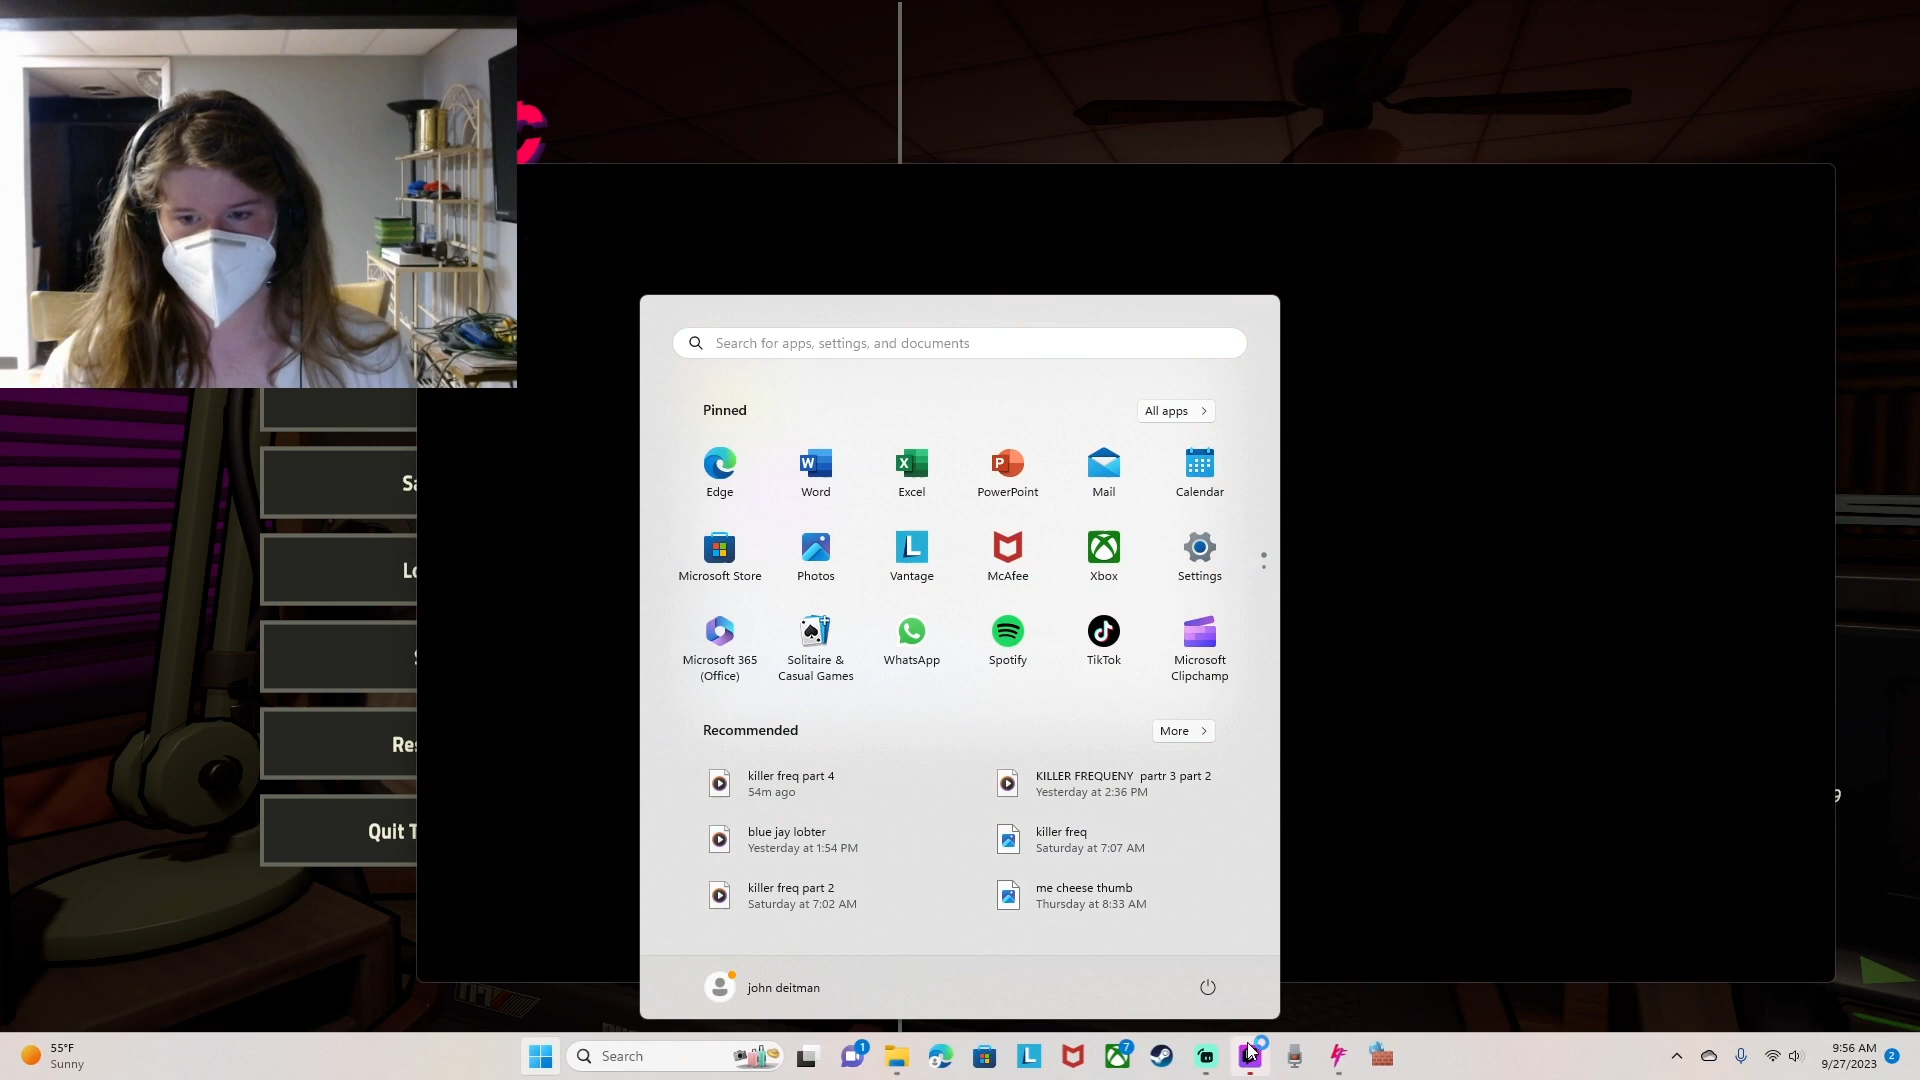 Search for apps, settings, and documents
Pinned
All apps
Edge
Word
Excel
PowerPoint
Mail
Calendar
Microsoft Store
Photos
Vantage
McAfee
Xbox
Settings
Microsoft 365
(Office)
Solitaire &
Casual Games
WhatsApp
Spotify
TikTok
Microsoft
Clipchamp
Recommended
More
killer freq part 4
54m ago
KILLER FREQUENY partr 3 part 2
Yesterday at 2:36 PM
blue jay lobter
Yesterday at 1:54 PM
killer freq
Saturday at 7:07 AM
killer freq part 2
Saturday at 7:02 AM
me cheese thumb
Thursday at 8:33 AM
john deitman
Sa
Lo
S
Res
Quit T
55°F
Sunny
Search
1
7
9:56 AM
9/27/2023
2